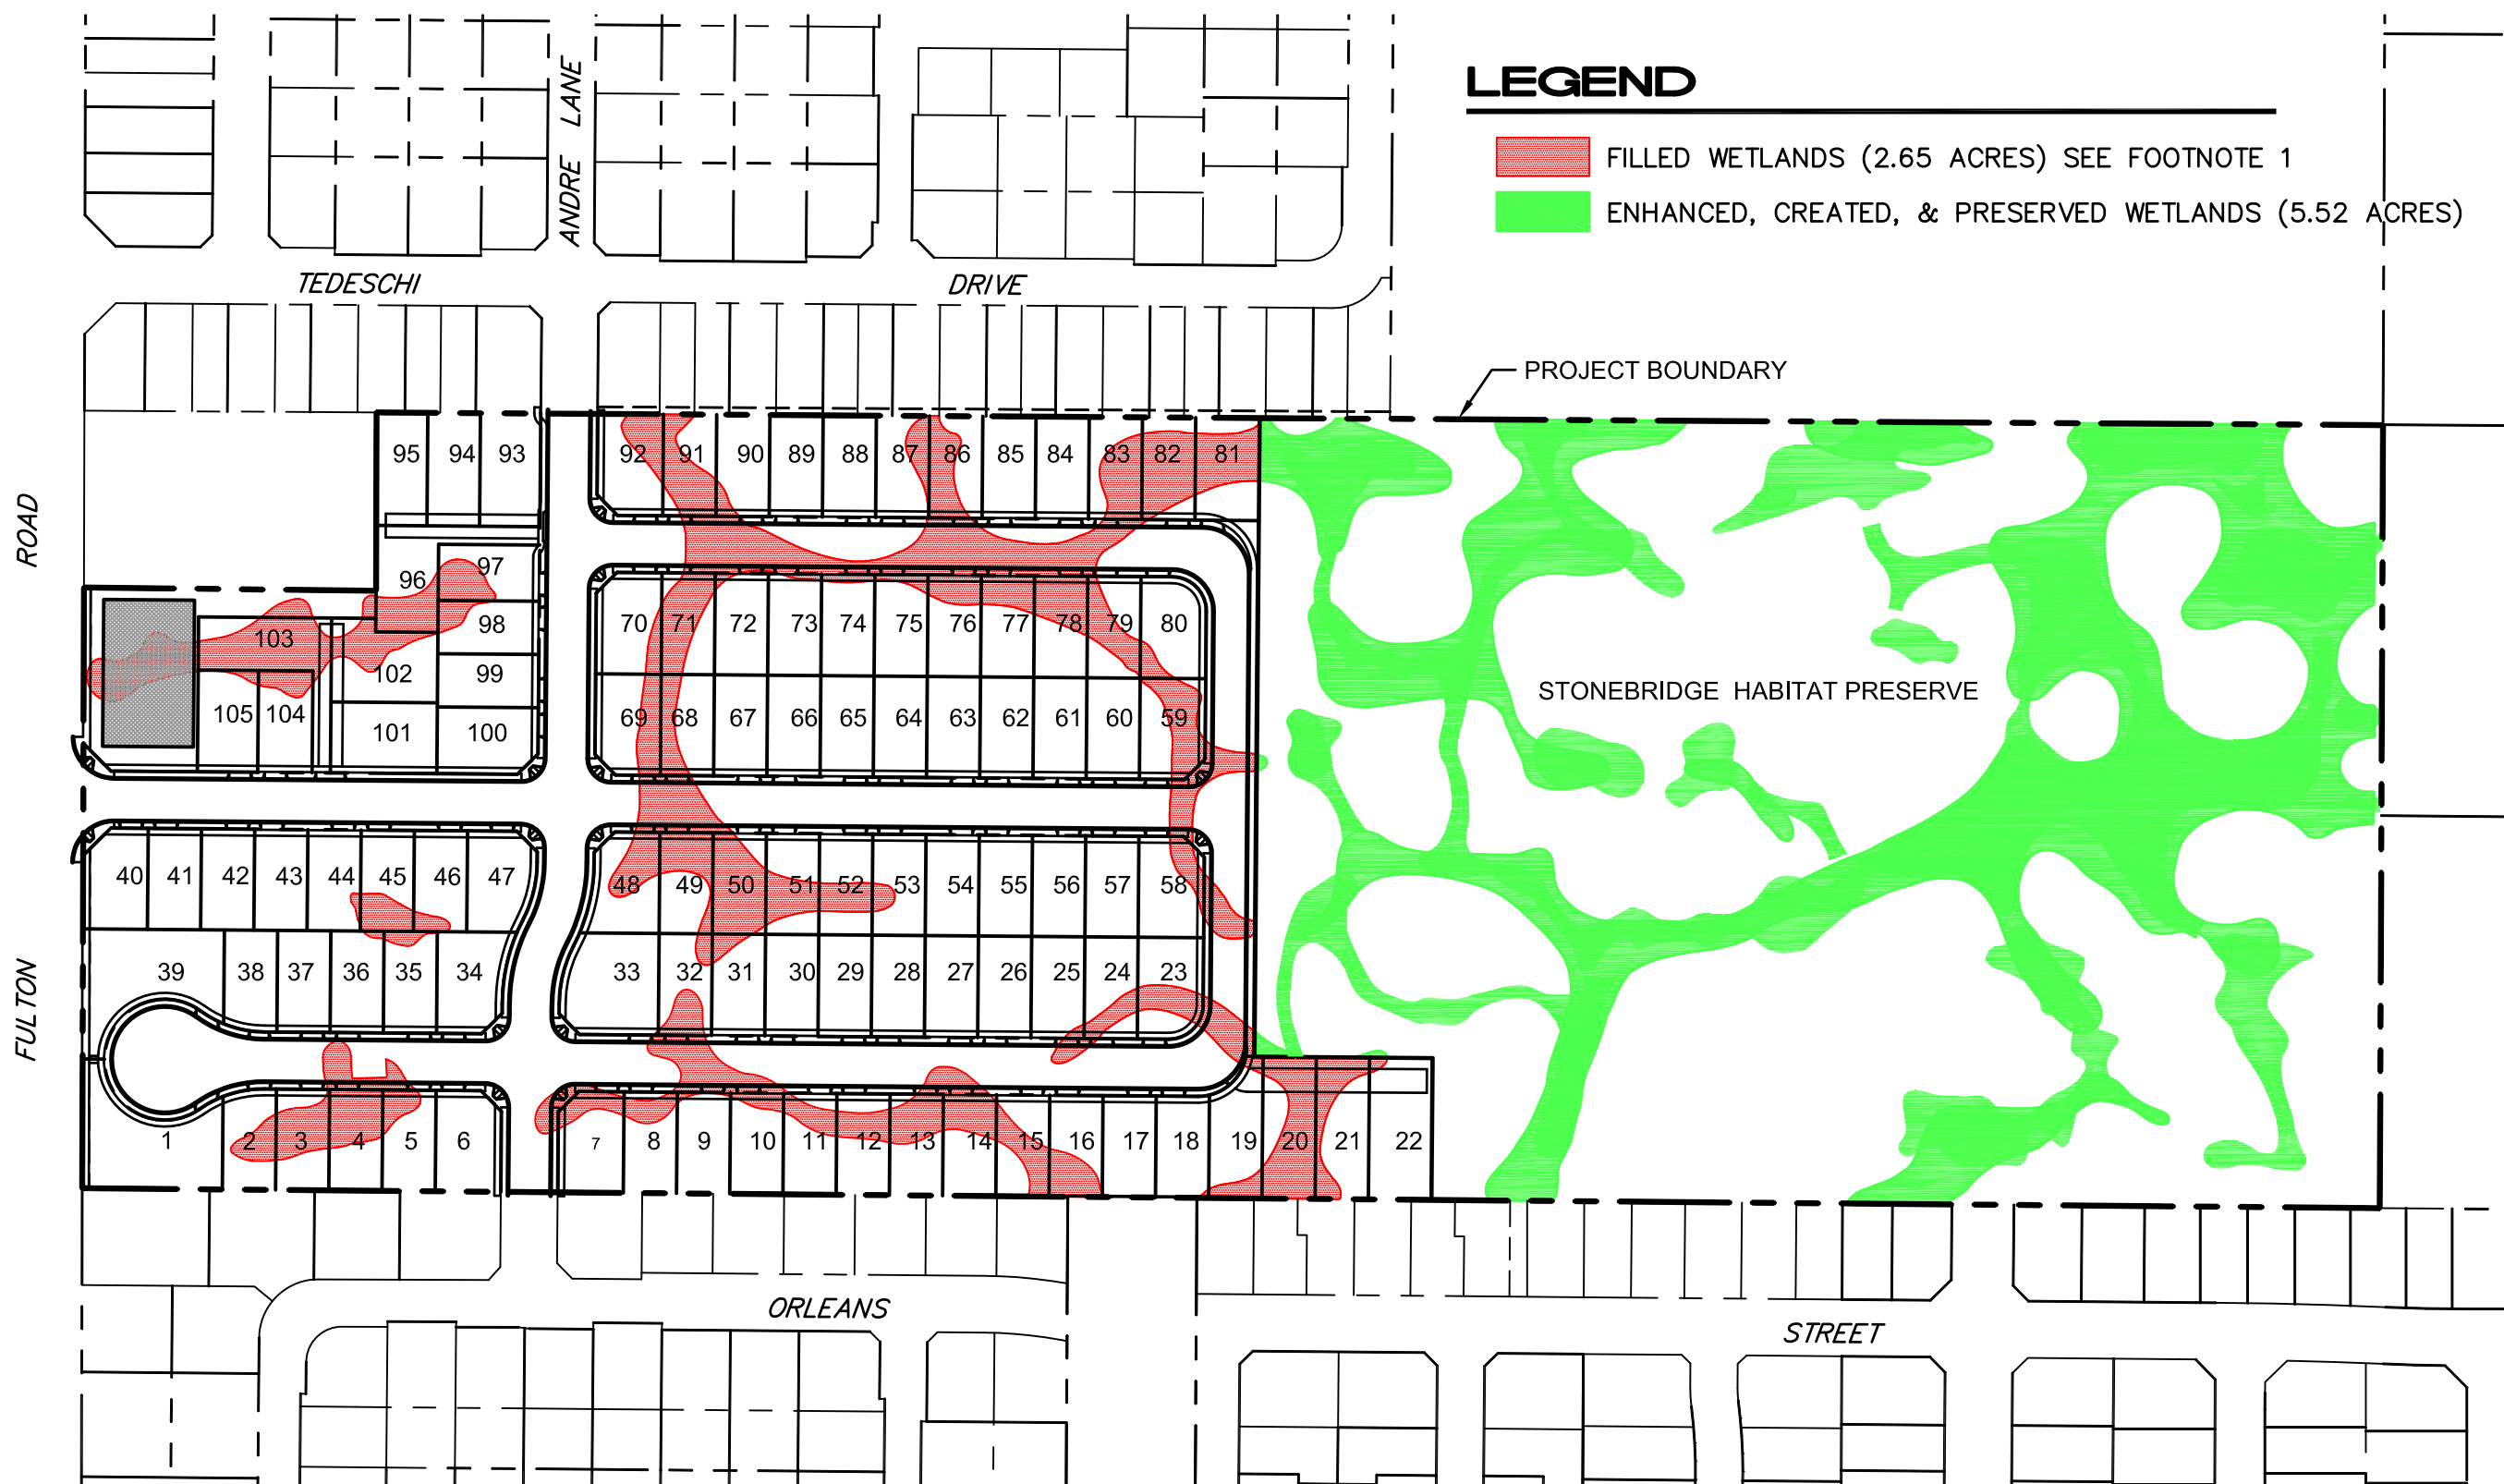 LEGEND
FILLED WETLANDS (2.65 ACRES) SEE FOOTNOTE 1
ENHANCED, CREATED, & PRESERVED WETLANDS (5.52 ACRES)
ANDRE LANE
TEDESCHI DRIVE
PROJECT BOUNDARY
95 94 93 92 91 90 89 88 87 86 85 84 83 82 81
ROAD
96 97
98
103
102 99
105 104
101 100
70 71 72 73 74 75 76 77 78 79 80
69 68 67 66 65 64 63 62 61 60 59
STONEBRIDGE HABITAT PRESERVE
40 41 42 43 44 45 46 47 48 49 50 51 52 53 54 55 56 57 58
39 38 37 36 35 34 33 32 31 30 29 28 27 26 25 24 23
FULTON
1 2 3 4 5 6 7 8 9 10 11 12 13 14 15 16 17 18 19 20 21 22
ORLEANS
STREET